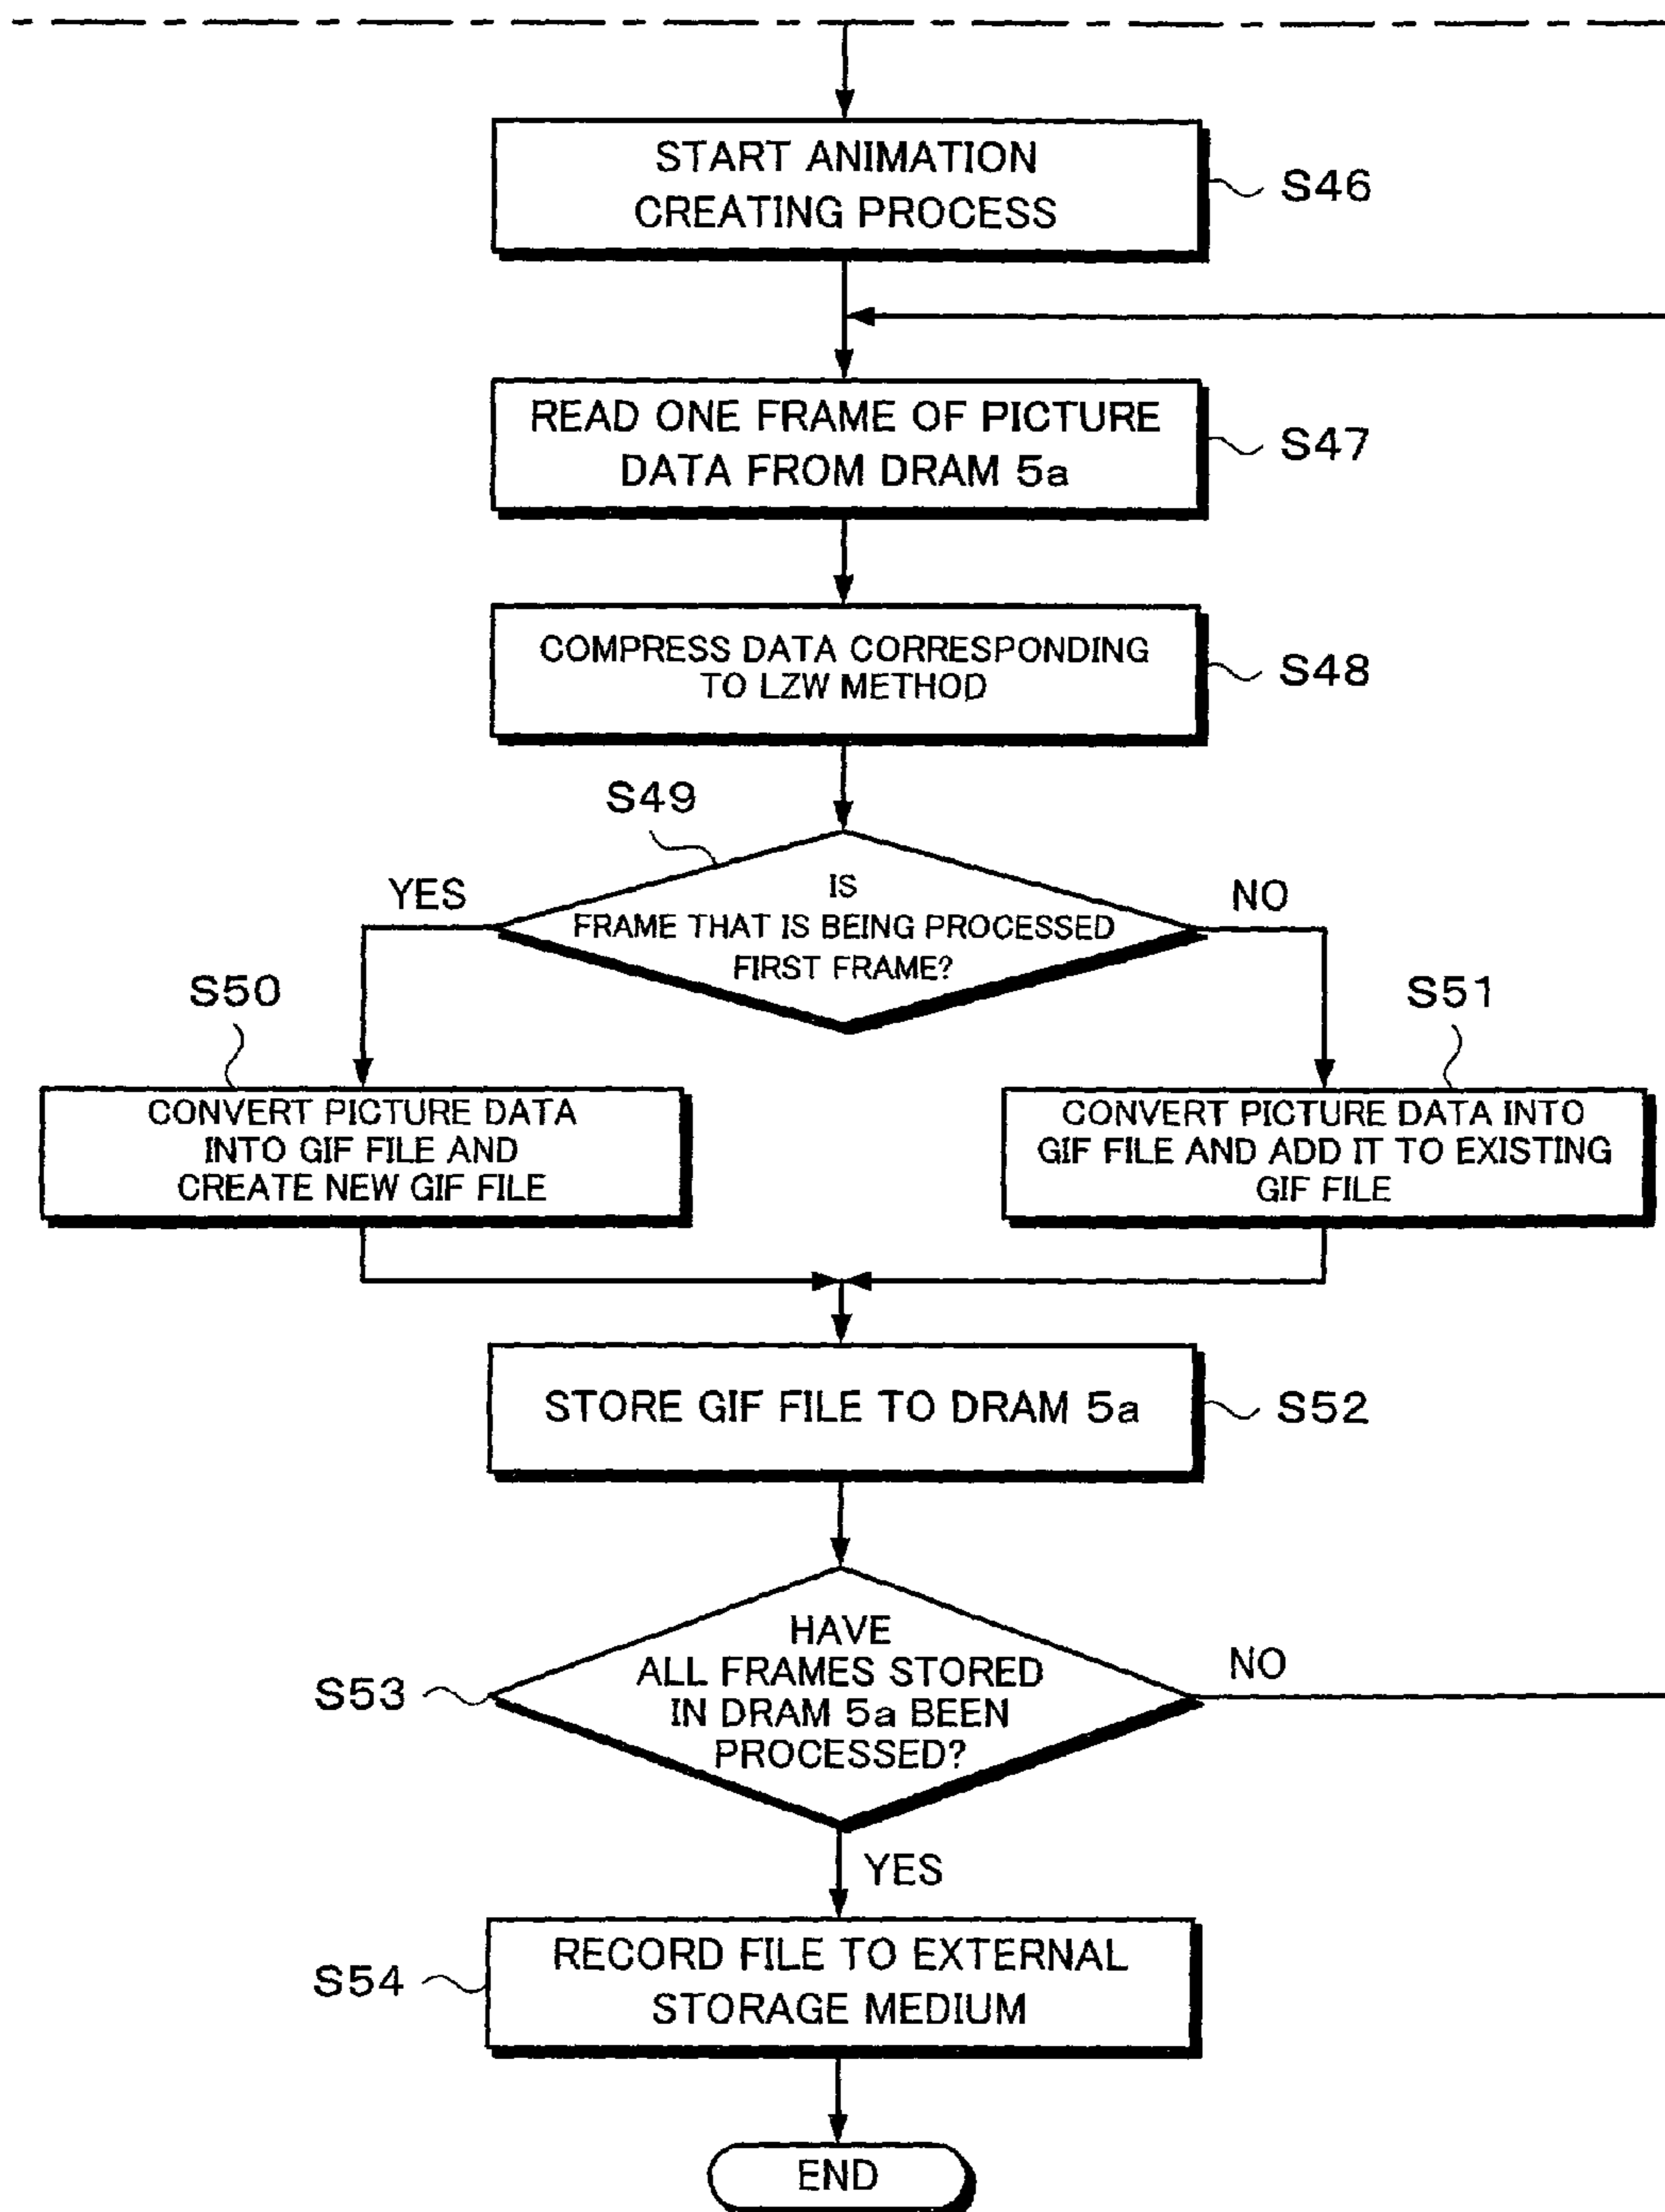 START ANIMATION
CREATING PROCESS
S46
READ ONE FRAME OF PICTURE
DATA FROM DRAM 5a
S47
COMPRESS DATA CORRESPONDING
TO LZW METHOD
S48
S49
YES
IS
FRAME THAT IS BEING PROCESSED
FIRST FRAME?
NO
S50
S51
CONVERT PICTURE DATA
INTO GIF FILE AND
CREATE NEW GIF FILE
CONVERT PICTURE DATA INTO
GIF FILE AND ADD IT TO EXISTING
GIF FILE
STORE GIF FILE TO DRAM 5a
S52
HAVE
ALL FRAMES STORED
IN DRAM 5a BEEN
PROCESSED?
S53
NO
YES
RECORD FILE TO EXTERNAL
STORAGE MEDIUM
S54
END